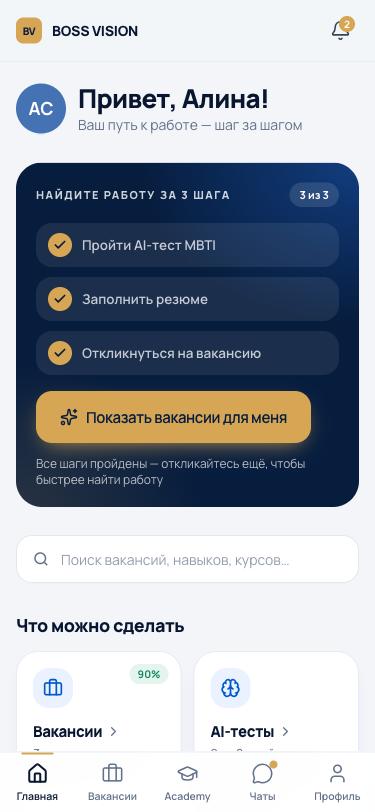 BV BOSS VISION 2
AC Привет, Алина!
Ваш путь к работе — шаг за шагом
НАЙДИТЕ РАБОТУ ЗА 3 ШАГА 3 из 3
Пройти AI-тест MBTI
Заполнить резюме
Откликнуться на вакансию
Показать вакансии для меня
Все шаги пройдены — откликайтесь ещё, чтобы
быстрее найти работу
Поиск вакансий, навыков, курсов...
Что можно сделать
90%
Вакансии AI-тесты
Главная Вакансии Academy Чаты Профиль